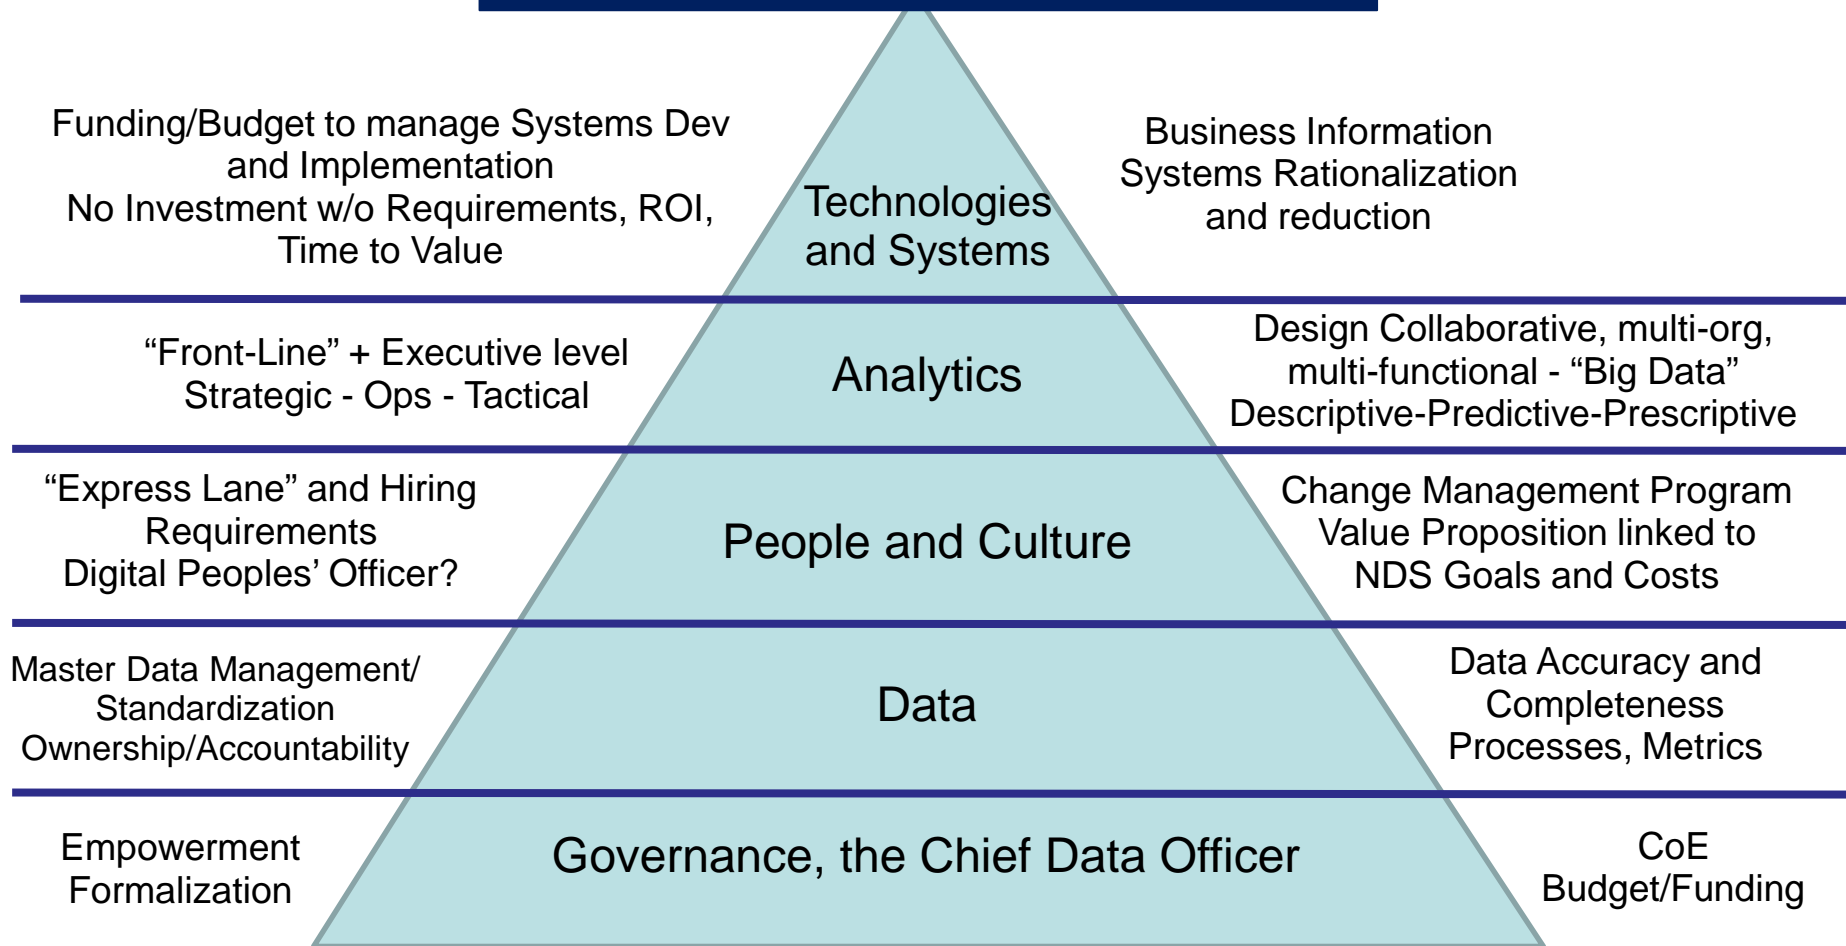 Funding/Budget to manage Systems Dev
and Implementation
No Investment w/o Requirements, ROI,
Time to Value
Technologies
and Systems
Business Information
Systems Rationalization
and reduction
“Front-Line” + Executive level
Strategic - Ops - Tactical
Analytics
Design Collaborative, multi-org,
multi-functional - “Big Data”
Descriptive-Predictive-Prescriptive
“Express Lane” and Hiring
Requirements
Digital Peoples’ Officer?
People and Culture
Change Management Program
Value Proposition linked to
NDS Goals and Costs
Master Data Management/
Standardization
Ownership/Accountability
Data
Data Accuracy and
Completeness
Processes, Metrics
Empowerment
Formalization
Governance, the Chief Data Officer
CoE
Budget/Funding